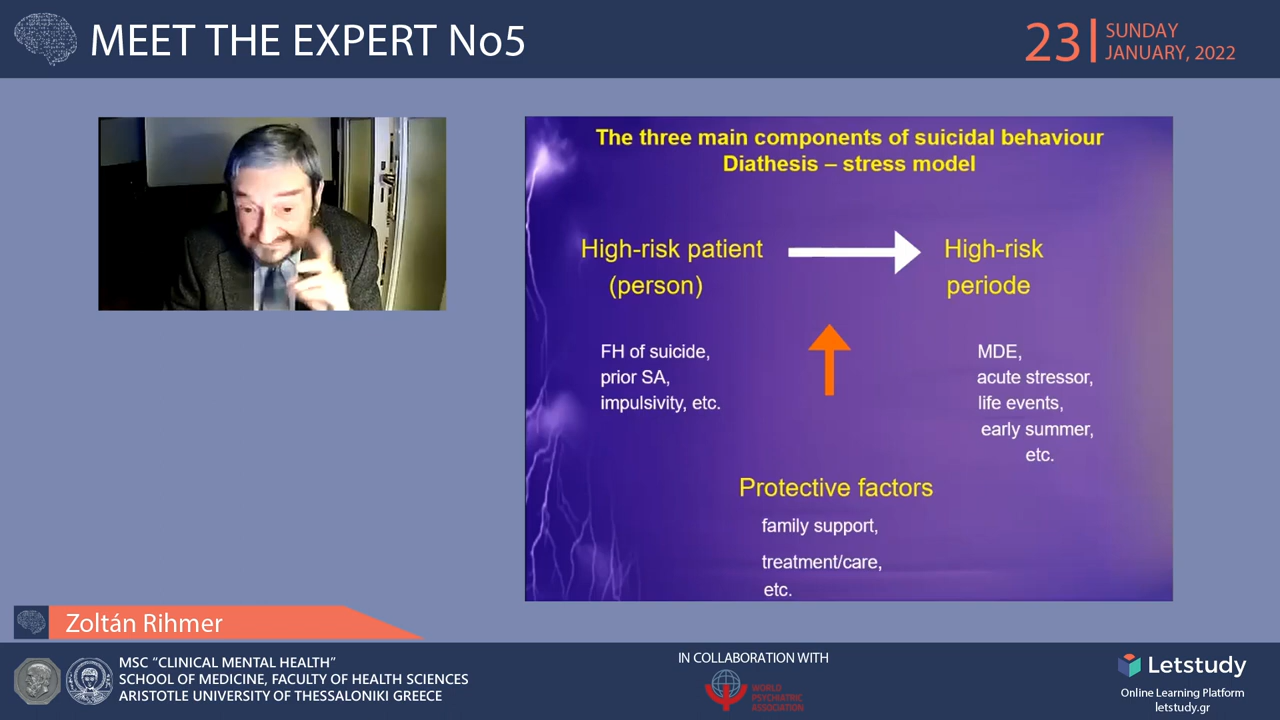 MEET THE EXPERT No5
23
SUNDAY
JANUARY, 2022
The three main components of suicidal behaviour
Diathesis – stress model
High-risk patient
(person)
High-risk
periode
FH of suicide,
prior SA,
impulsivity, etc.
MDE,
acute stressor,
life events,
early summer,
etc.
Protective factors
family support,
treatment/care,
etc.
Zoltán Rihmer
MSC “CLINICAL MENTAL HEALTH”
SCHOOL OF MEDICINE, FACULTY OF HEALTH SCIENCES
ARISTOTLE UNIVERSITY OF THESSALONIKI GREECE
IN COLLABORATION WITH
WORLD
PSYCHIATRIC
ASSOCIATION
Letstudy
Online Learning Platform
letstudy.gr